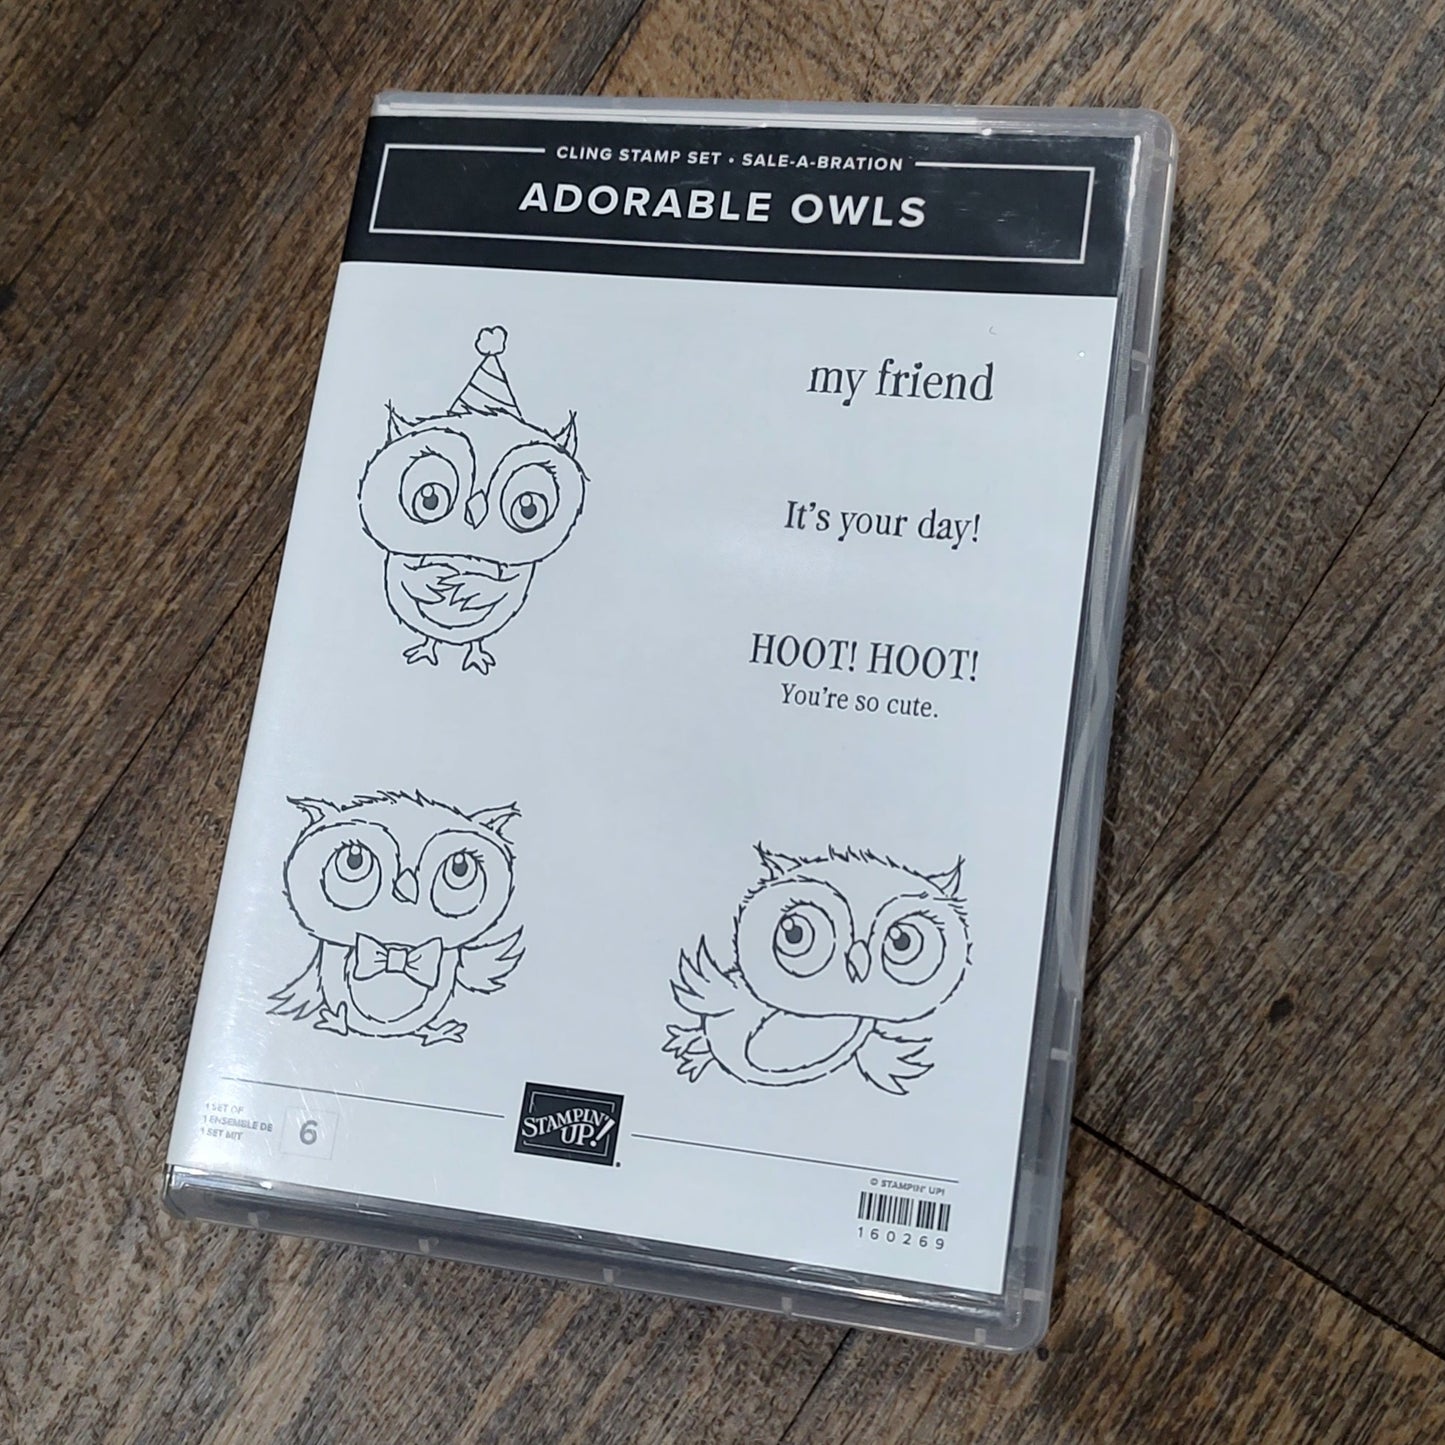 CLING STAMP SET • SALE-A-BRATION
ADORABLE OWLS
my friend
It's your day!
HOOT! HOOT!
You're so cute.
1 SET OF
1 ENSEMBLE DE
1 SET MIT
6
STAMPIN'
UP!
© STAMPIN' UP!
160269